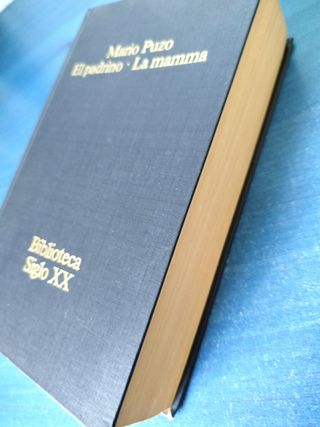 Mario Puzo
El padrino · La mamma
Biblioteca
Siglo XX